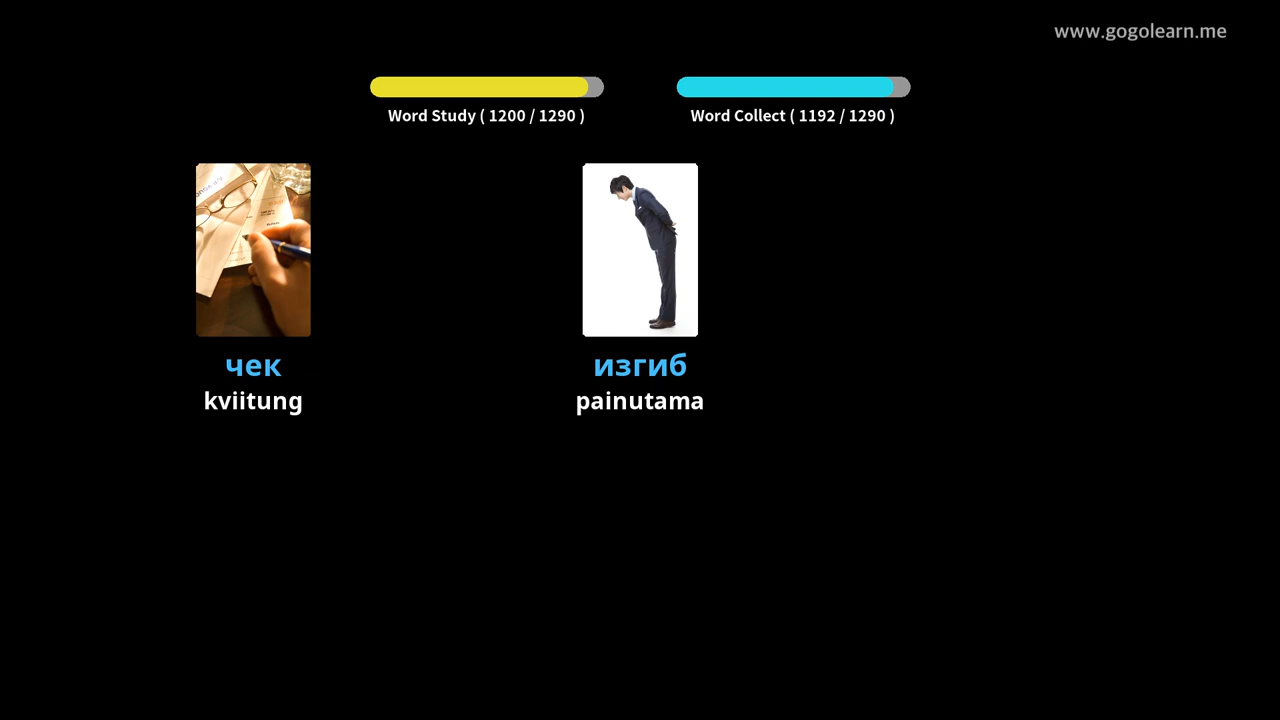 www.gogolearn.me
Word Study ( 1200 / 1290 )
Word Collect ( 1192 / 1290 )
чек
kviitung
изгиб
painutama